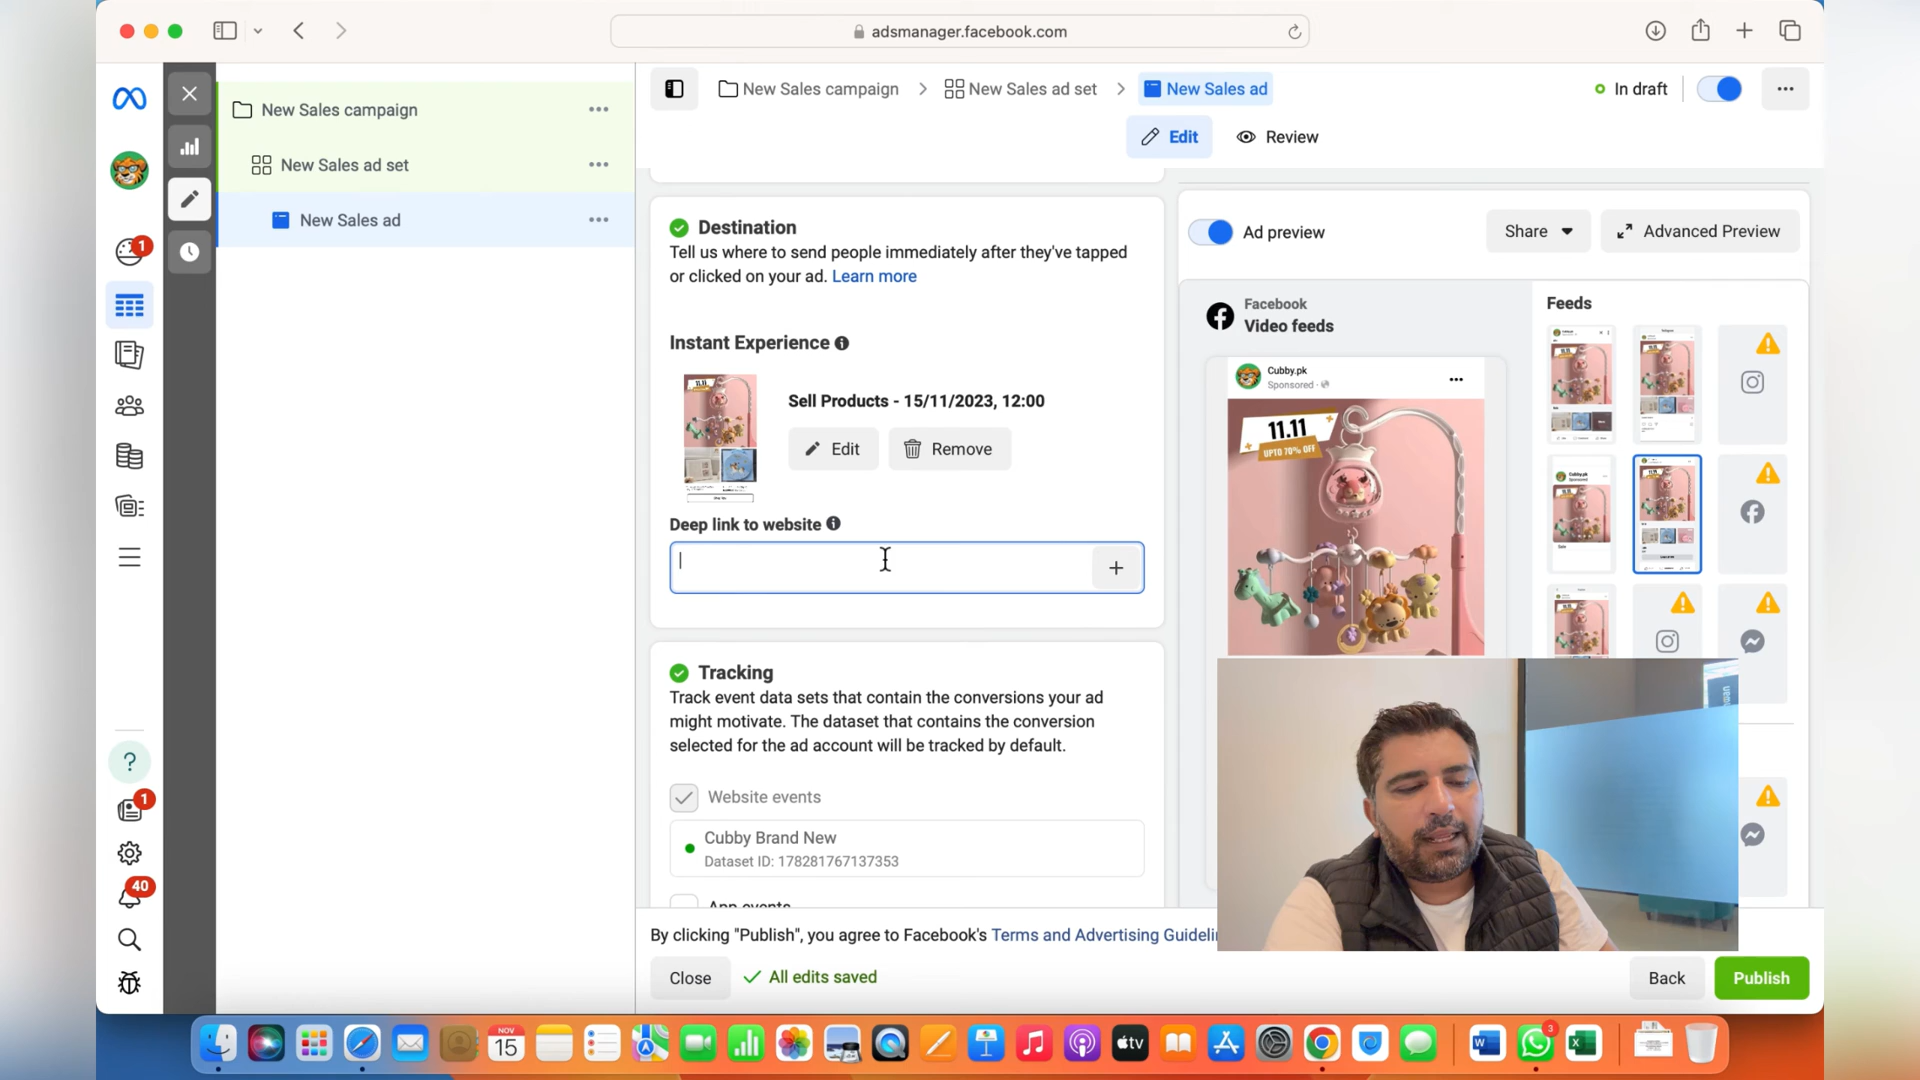 adsmanager.facebook.com
New Sales campaign
New Sales ad set
New Sales ad
New Sales campaign
New Sales ad set
New Sales ad
In draft
Edit
Review
Destination
Tell us where to send people immediately after they've tapped
or clicked on your ad. Learn more
Instant Experience
Sell Products - 15/11/2023, 12:00
Edit
Remove
Deep link to website
Tracking
Track event data sets that contain the conversions your ad
might motivate. The dataset that contains the conversion
selected for the ad account will be tracked by default.
Website events
Cubby Brand New
Dataset ID: 178281767137353
App events
Ad preview
Share
Advanced Preview
Facebook
Video feeds
Feeds
Cubby.pk
Sponsored
11.11
UPTO 70% OFF
By clicking "Publish", you agree to Facebook's Terms and Advertising
Close
All edits saved
Back
Publish
1
1
40
NOV
15
tv
W
3
X